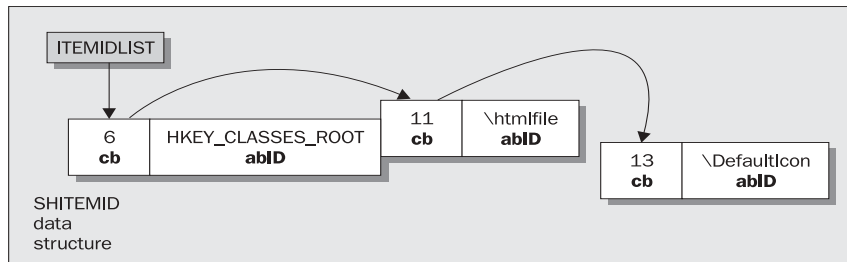 ITEMIDLIST
6
cb
HKEY_CLASSES_ROOT
abID
11
cb
\htmlfile
abID
13
cb
\DefaultIcon
abID
SHITEMID
data
structure